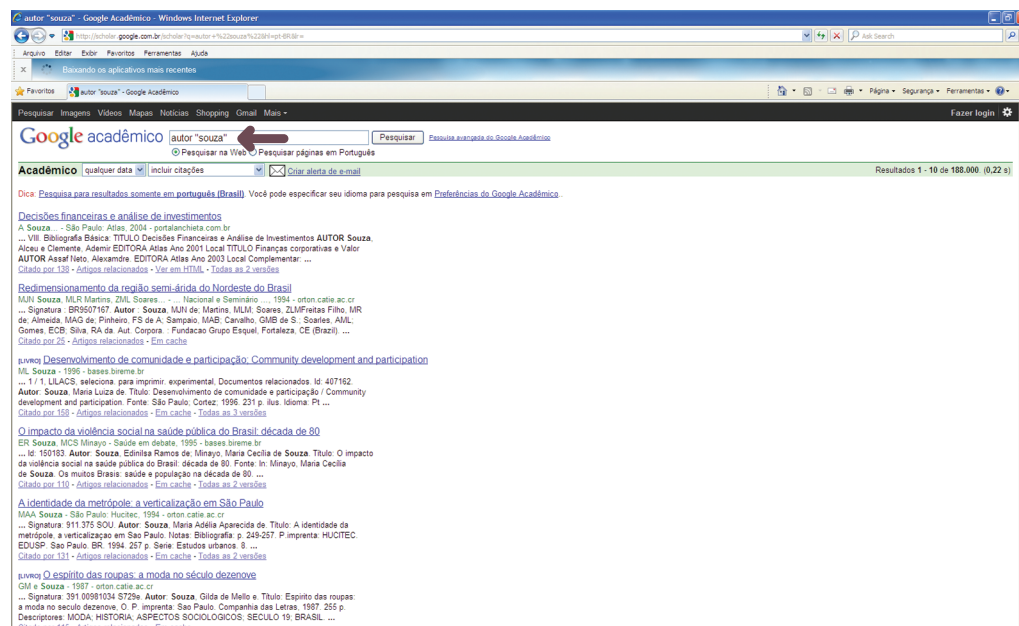 autor "souza" - Google Acadêmico - Windows Internet Explorer
http://scholar.google.com.br/scholar?q=autor+%22souza%22&hl=pt-BR&lr=
Ask Search
Arquivo Editar Exibir Favoritos Ferramentas Ajuda
x Baixando os aplicativos mais recentes
Favoritos autor "souza" - Google Acadêmico Página Segurança Ferramentas
Pesquisar Imagens Vídeos Mapas Notícias Shopping Gmail Mais Fazer login
Google acadêmico autor "souza" Pesquisar Pesquisa avançada do Google Acadêmico
Pesquisar na Web Pesquisar páginas em Português
Acadêmico qualquer data incluir citações Criar alerta de e-mail Resultados 1 - 10 de 188.000. (0,22 s)
Dica: Pesquisa para resultados somente em português (Brasil). Você pode especificar seu idioma para pesquisa em Preferências do Google Acadêmico..
Decisões financeiras e análise de investimentos
A Souza... - São Paulo: Atlas, 2004 - portalanchieta.com.br
... VIII. Bibliografia Básica: TITULO Decisões Financeiras e Análise de Investimentos AUTOR Souza,
Alceu e Clemente, Ademir EDITORA Atlas Ano 2001 Local TITULO Finanças corporativas e Valor
AUTOR Assaf Neto, Alexandre. EDITORA Atlas Ano 2003 Local Complementar: ...
Citado por 138 - Artigos relacionados - Ver em HTML - Todas as 2 versões
Redimensionamento da região semi-árida do Nordeste do Brasil
MJN Souza, MLR Martins, ZML Soares... - ... Nacional e Seminário ..., 1994 - orton.catie.ac.cr
... Signatura : BR9507167. Autor : Souza, MJN de; Martins, MLM; Soares, ZLMFreitas Filho, MR
de; Almeida, MAG de; Pinheiro, FS de A; Sampaio, MAB; Carvalho, GMB de S.; Soarles, AML;
Gomes, ECB; Silva, RA da. Aut. Corpora. : Fundacao Grupo Esquel, Fortaleza, CE (Brazil). ...
Citado por 25 - Artigos relacionados - Em cache
[LIVRO] Desenvolvimento de comunidade e participação; Community development and participation
ML Souza - 1996 - bases.bireme.br
... 1 / 1, LILACS, seleciona. para imprimir. experimental, Documentos relacionados. Id: 407162.
Autor: Souza, Maria Luiza de. Título: Desenvolvimento de comunidade e participação / Community
development and participation. Fonte: São Paulo; Cortez; 1996. 231 p. ilus. Idioma: Pt ...
Citado por 158 - Artigos relacionados - Em cache - Todas as 3 versões
O impacto da violência social na saúde pública do Brasil: década de 80
ER Souza, MCS Minayo - Saúde em debate, 1995 - bases.bireme.br
... Id: 150183. Autor: Souza, Edinilsa Ramos de; Minayo, Maria Cecília de Souza. Título: O impacto
da violência social na saúde pública do Brasil: década de 80. Fonte: In: Minayo, Maria Cecília
de Souza. Os muitos Brasis: saúde e população na década de 80. ...
Citado por 110 - Artigos relacionados - Em cache - Todas as 2 versões
A identidade da metrópole: a verticalização em São Paulo
MAA Souza - São Paulo: Hucitec, 1994 - orton.catie.ac.cr
... Signatura: 911.375 SOU. Autor: Souza, Maria Adélia Aparecida de. Título: A identidade da
metrópole, a verticalizaçao em Sao Paulo. Notas: Bibliografia: p. 249-257. P.imprenta: HUCITEC.
EDUSP. Sao Paulo. BR. 1994. 257 p. Serie: Estudos urbanos. 8. ...
Citado por 131 - Artigos relacionados - Em cache - Todas as 2 versões
[LIVRO] O espírito das roupas: a moda no século dezenove
GM e Souza - 1987 - orton.catie.ac.cr
... Signatura: 391.00981034 S729e. Autor: Souza, Gilda de Mello e. Título: Espirito das roupas:
a moda no seculo dezenove, O. P. imprenta: Sao Paulo. Companhia das Letras, 1987. 255 p.
Descriptores: MODA; HISTORIA; ASPECTOS SOCIOLOGICOS; SECULO 19; BRASIL. ...